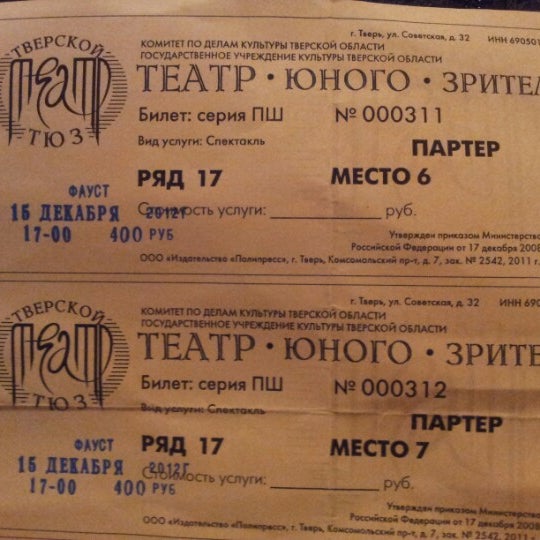 г. Тверь, ул. Советская, д. 32 ИНН 690501
ТВЕРСКОЙ
ТЕАТР
ТЮЗ
КОМИТЕТ ПО ДЕЛАМ КУЛЬТУРЫ ТВЕРСКОЙ ОБЛАСТИ
ГОСУДАРСТВЕННОЕ УЧРЕЖДЕНИЕ КУЛЬТУРЫ ТВЕРСКОЙ ОБЛАСТИ
ТЕАТР • ЮНОГО • ЗРИТЕЛ
Билет: серия ПШ № 000311
Вид услуги: Спектакль ПАРТЕР
РЯД 17 МЕСТО 6
ФАУСТ
15 ДЕКАБРЯ 2012Г
Стоимость услуги: ____________ руб.
17-00 400 РУБ
Утвержден приказом Министерс
Российской Федерации от 17 декабря 2008
ООО «Издательство «Полипресс», г. Тверь, Комсомольский пр-т, д. 7, зак. № 2542, 2011 г.
г. Тверь, ул. Советская, д. 32 ИНН 690
ТВЕРСКОЙ
ТЕАТР
ТЮЗ
КОМИТЕТ ПО ДЕЛАМ КУЛЬТУРЫ ТВЕРСКОЙ ОБЛАСТИ
ГОСУДАРСТВЕННОЕ УЧРЕЖДЕНИЕ КУЛЬТУРЫ ТВЕРСКОЙ ОБЛАСТИ
ТЕАТР • ЮНОГО • ЗРИТЕ
Билет: серия ПШ № 000312
Вид услуги: Спектакль ПАРТЕР
РЯД 17 МЕСТО 7
ФАУСТ
15 ДЕКАБРЯ 2012Г
Стоимость услуги: ____________ руб.
17-00 400 РУБ
Утвержден приказом Министерс
Российской Федерации от 17 декабря 2008
ООО «Издательство «Полипресс», г. Тверь, Комсомольский пр-т, д. 7, зак. № 2542, 2011